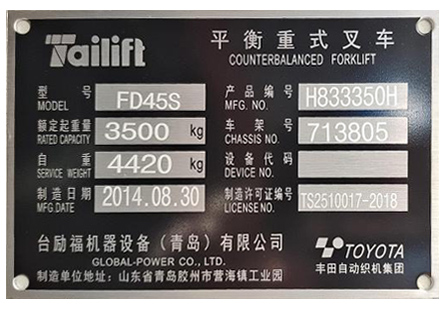 Tailift 平衡重式叉车
COUNTERBALANCED FORKLIFT
型号 FD45S 产品编号 H833350H
MODEL MFG. NO.
额定起重量 3500 kg 车架号 713805
RATED CAPACITY CHASSIS NO.
自重 4420 kg 设备代码
SERVICE WEIGHT DEVICE NO.
制造日期 2014.08.30 制造许可证编号 TS2510017-2018
MFG DATE LICENSE NO.
台励福机器设备（青岛）有限公司 TOYOTA
GLOBAL-POWER CO., LTD. 丰田自动织机集团
制造单位地址: 山东省青岛胶州市营海镇工业园